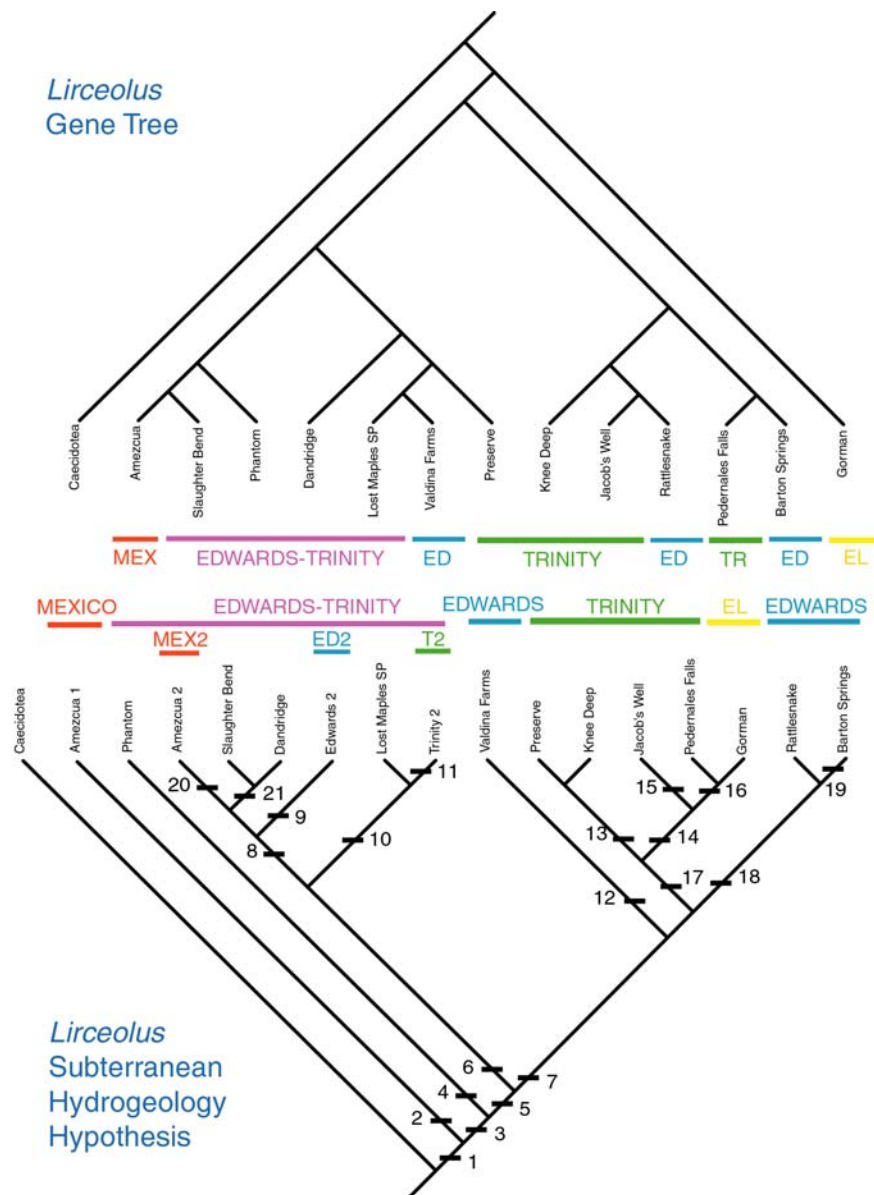 Lirceolus
Gene Tree
Caecidotea
Amezcua
Slaughter Bend
Phantom
Dandridge
Lost Maples SP
Valdina Farms
Preserve
Knee Deep
Jacob's Well
Rattlesnake
Pedernales Falls
Barton Springs
Gorman
MEX EDWARDS-TRINITY ED TRINITY ED TR ED EL
MEXICO EDWARDS-TRINITY EDWARDS TRINITY EL EDWARDS
MEX2 ED2 T2
Caecidotea
Amezcua 1
Phantom
Amezcua 2
Slaughter Bend
Dandridge
Edwards 2
Lost Maples SP
Trinity 2
Valdina Farms
Preserve
Knee Deep
Jacob's Well
Pedernales Falls
Gorman
Rattlesnake
Barton Springs
20 21 11 15 16 19
9
8 10 13 14
12 17 18
Lirceolus
Subterranean
Hydrogeology
Hypothesis
6 7
4 5
2 3
1